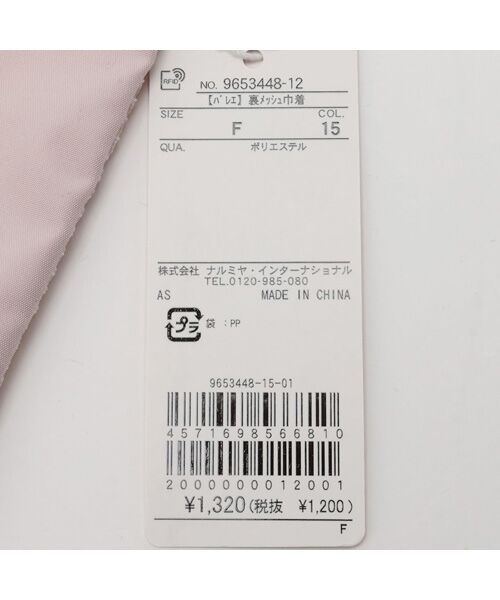 RFID
NO. 9653448-12
【ﾊﾞﾚｴ】裏ﾒｯｼｭ巾着
SIZE COL.
F 15
QUA. ポリエステル
株式会社 ナルミヤ・インターナショナル
TEL.0120-985-080
AS MADE IN CHINA
プラ 袋 : PP
9653448-15-01
4571698566810
2000000012001
¥1,320(税抜 ¥1,200)
F